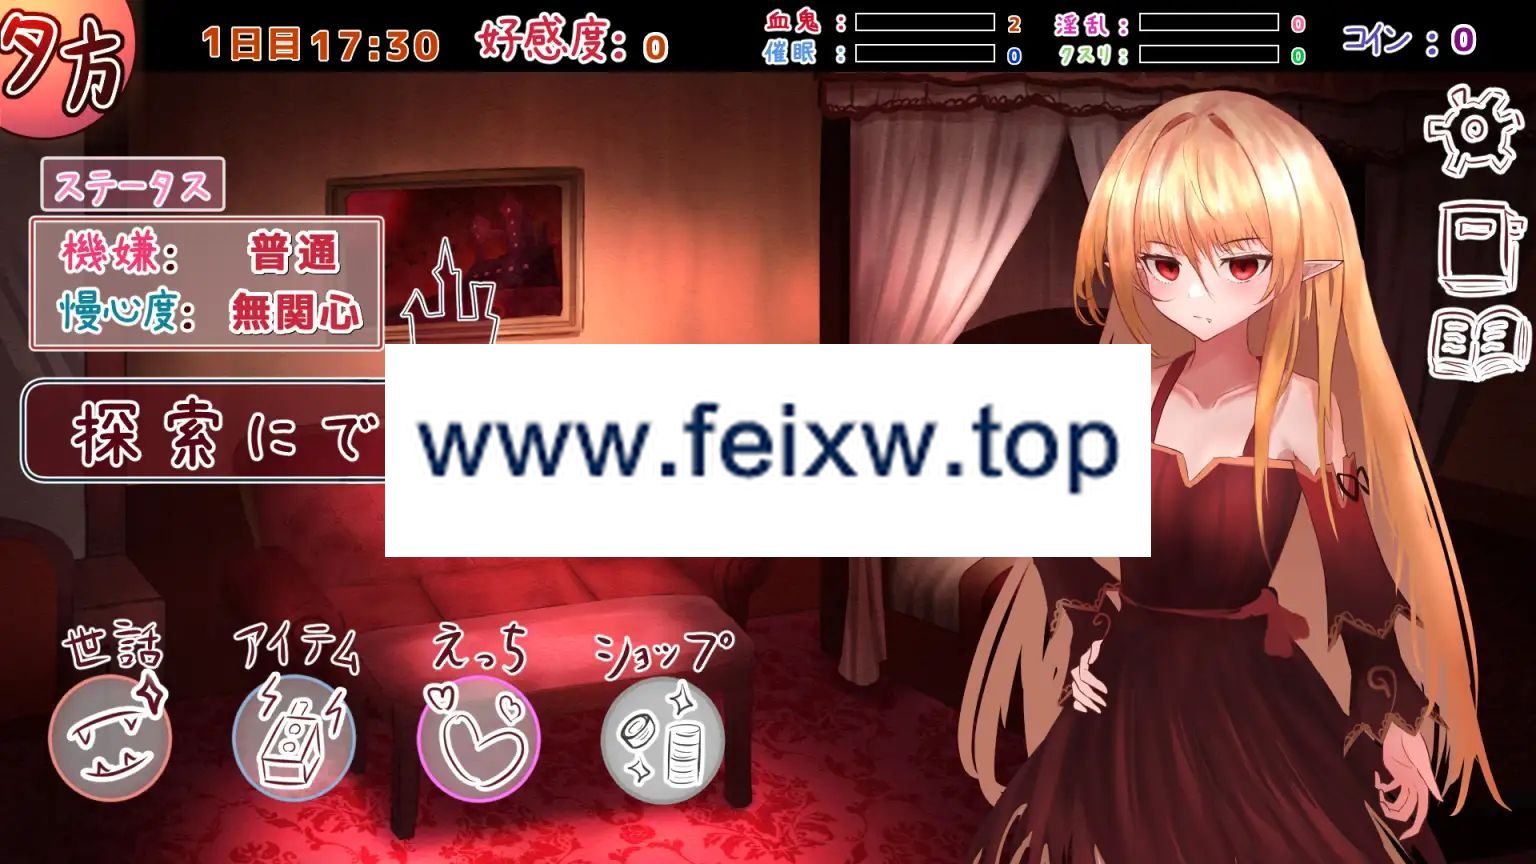 夕方
1日目17:30
好感度: 0
血鬼 : 2
催眠 : 0
淫乱 : 0
クスリ : 0
コイン : 0
ステータス
機嫌: 普通
慢心度: 無関心
探索にで
www.feixw.top
世話
アイテム
えっち
ショップ